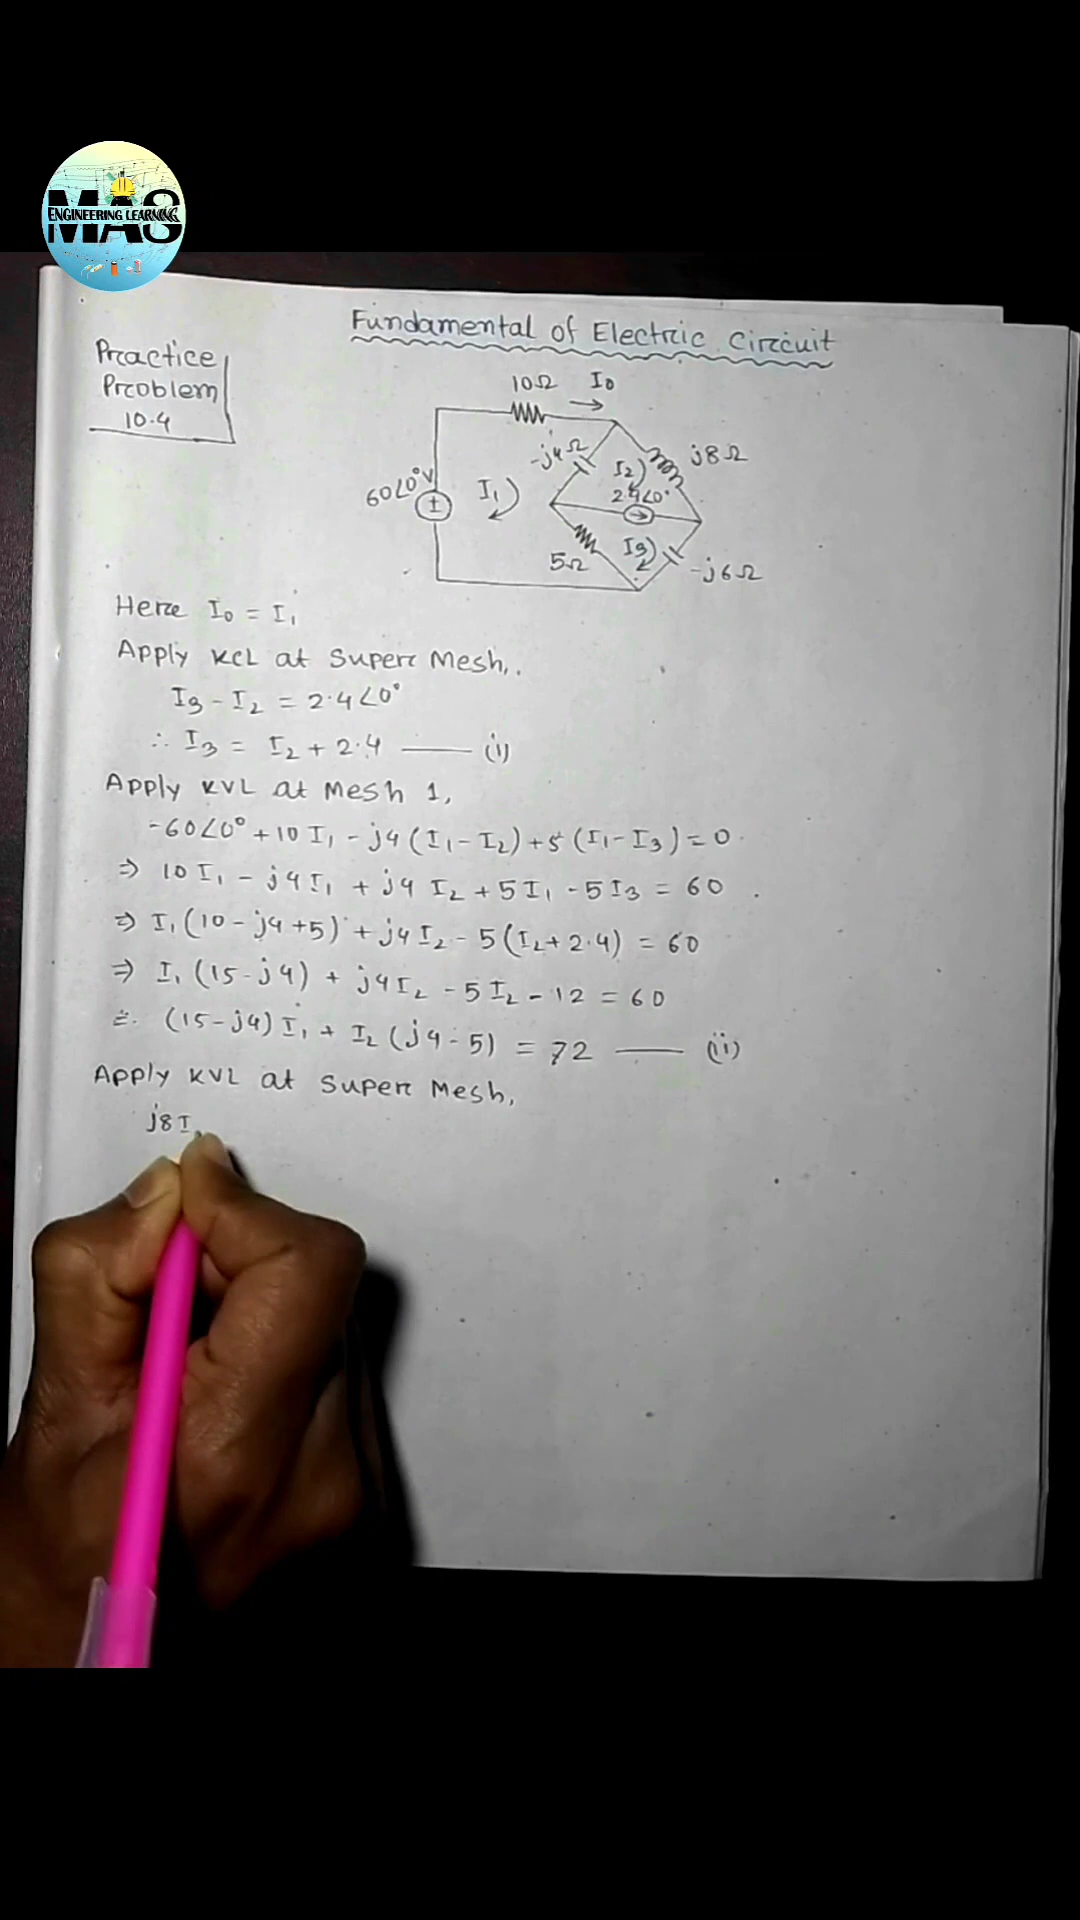 MAS
ENGINEERING LEARNING
Fundamental of Electric Circuit
Practice
Problem
10.4
10Ω I₀
-j4Ω
j8Ω
60∠0°V
I₁
I₂
2.4∠0°
5Ω
I₃
-j6Ω
Here I₀ = I₁
Apply KCL at Super Mesh,.
I₃ - I₂ = 2.4∠0°
∴ I₃ = I₂ + 2.4 —— (i)
Apply KVL at Mesh 1,
-60∠0° + 10 I₁ - j4 (I₁ - I₂) + 5 (I₁ - I₃) = 0
⇒ 10 I₁ - j4 I₁ + j4 I₂ + 5 I₁ - 5 I₃ = 60
⇒ I₁ (10 - j4 + 5) + j4 I₂ - 5 (I₂ + 2.4) = 60
⇒ I₁ (15 - j4) + j4 I₂ - 5 I₂ - 12 = 60
∴ (15 - j4) I₁ + I₂ (j4 - 5) = 72 —— (ii)
Apply KVL at Super Mesh,
j8 I